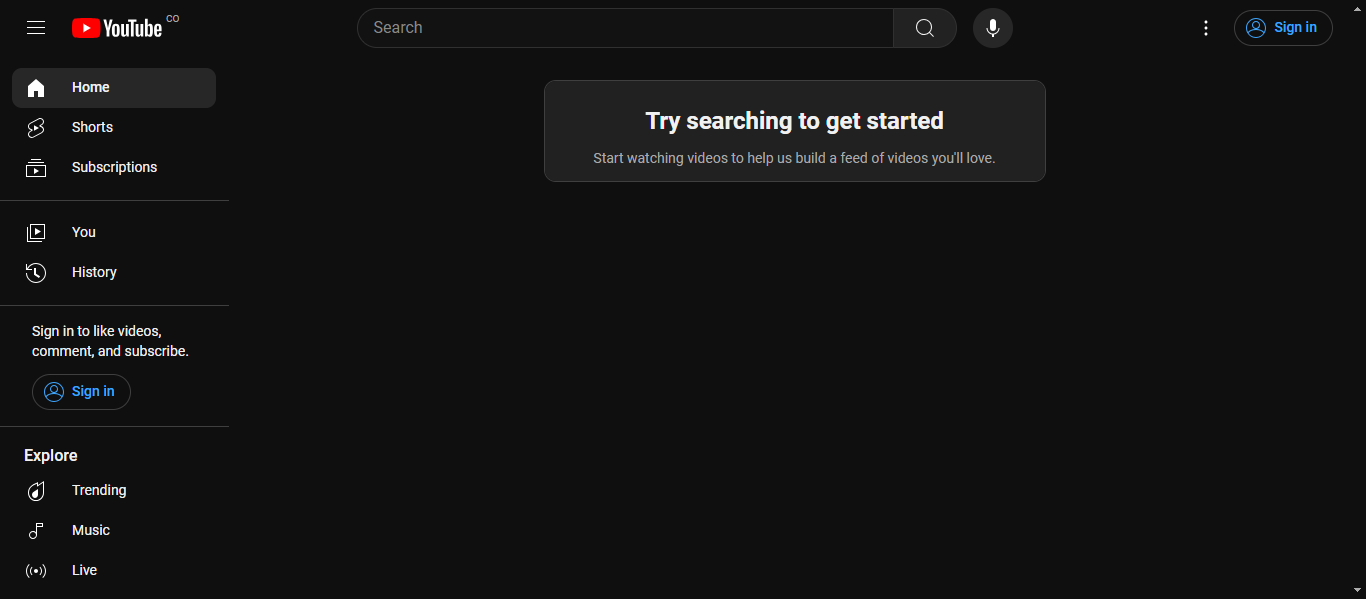 YouTube CO
Search
Sign in
Home
Shorts
Subscriptions
You
History
Sign in to like videos,
comment, and subscribe.
Sign in
Explore
Trending
Music
Live
Try searching to get started
Start watching videos to help us build a feed of videos you'll love.